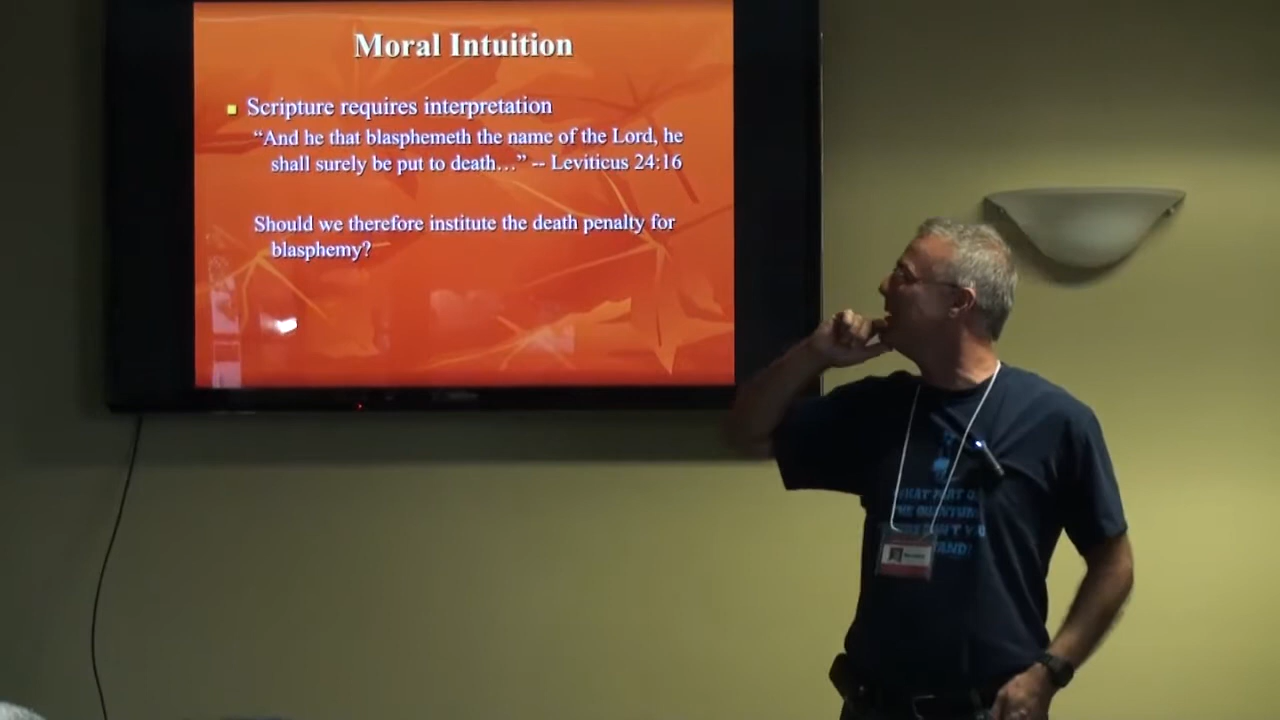 Moral Intuition
Scripture requires interpretation
“And he that blasphemeth the name of the Lord, he
shall surely be put to death…” -- Leviticus 24:16
Should we therefore institute the death penalty for
blasphemy?
WHAT PART OF
THE QUANTUM